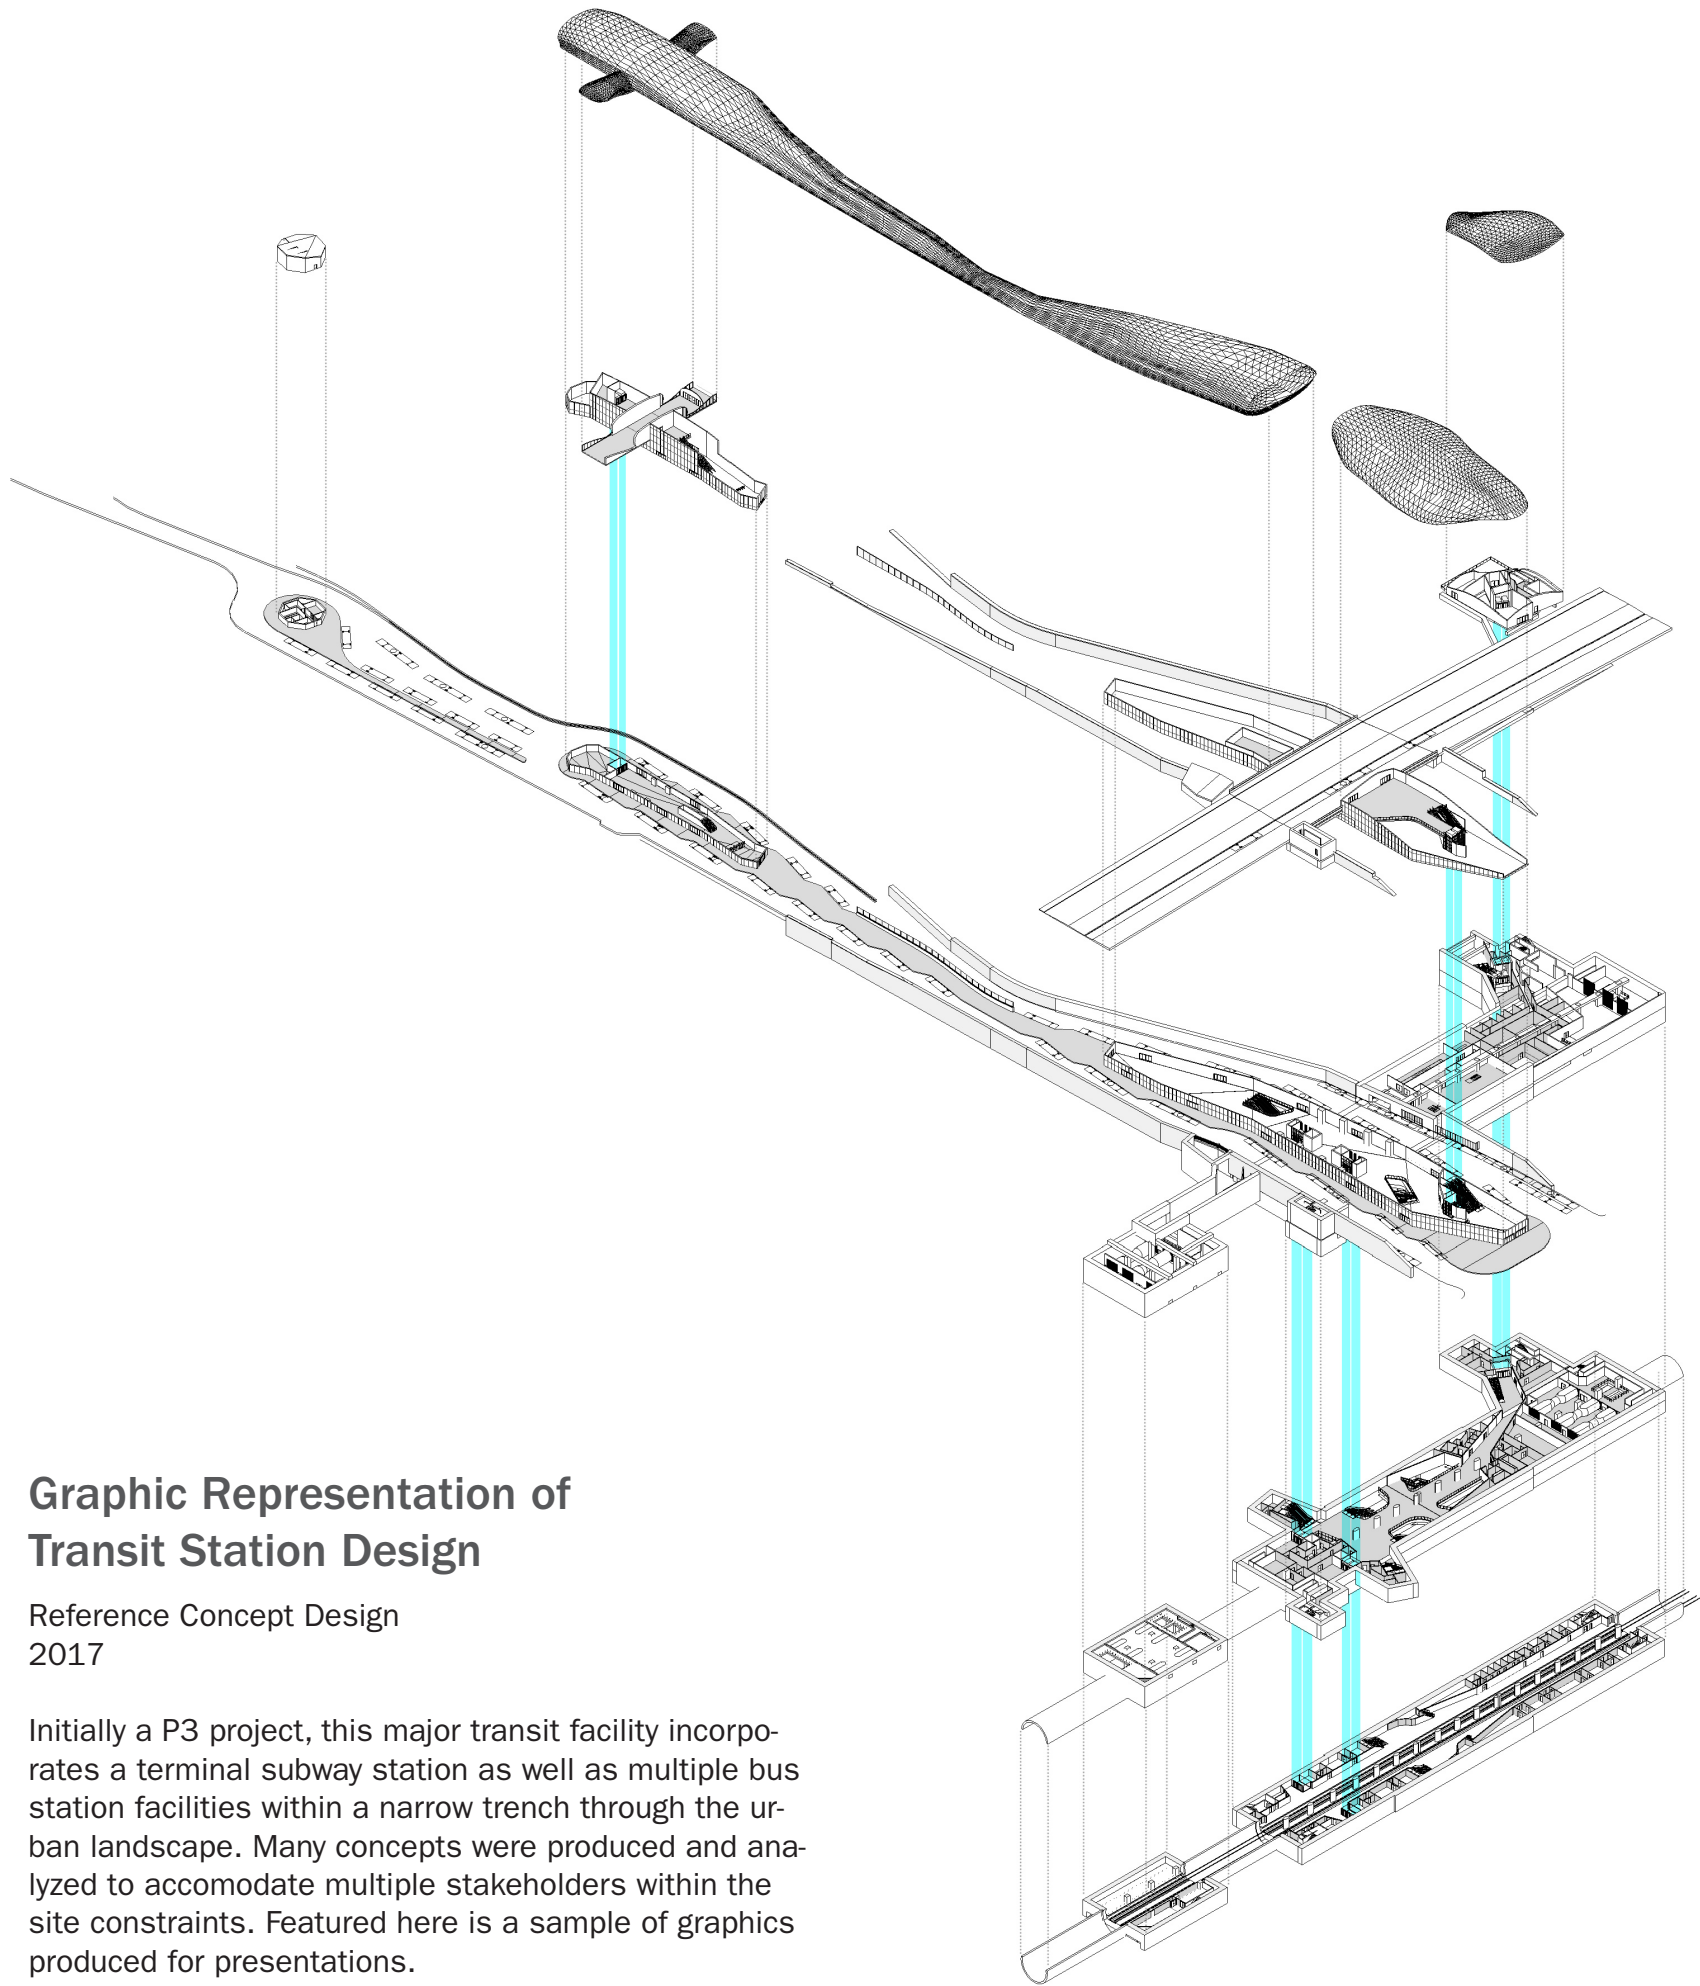 Graphic Representation of
Transit Station Design
Reference Concept Design
2017
Initially a P3 project, this major transit facility incorpo-
rates a terminal subway station as well as multiple bus
station facilities within a narrow trench through the ur-
ban landscape. Many concepts were produced and ana-
lyzed to accomodate multiple stakeholders within the
site constraints. Featured here is a sample of graphics
produced for presentations.